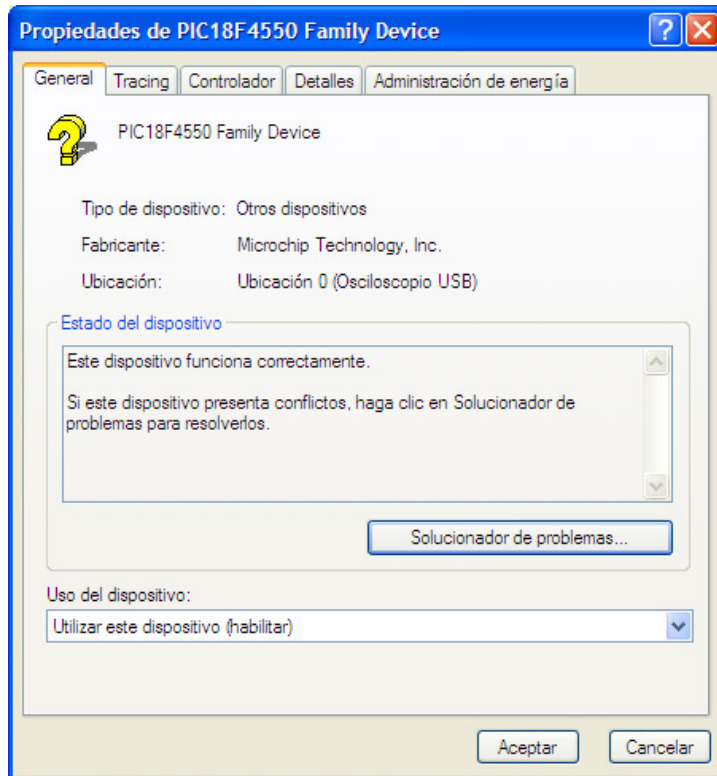 Propiedades de PIC18F4550 Family Device
General Tracing Controlador Detalles Administración de energía
PIC18F4550 Family Device
Tipo de dispositivo: Otros dispositivos
Fabricante: Microchip Technology, Inc.
Ubicación: Ubicación 0 (Osciloscopio USB)
Estado del dispositivo
Este dispositivo funciona correctamente.
Si este dispositivo presenta conflictos, haga clic en Solucionador de
problemas para resolverlos.
Solucionador de problemas...
Uso del dispositivo:
Utilizar este dispositivo (habilitar)
Aceptar Cancelar